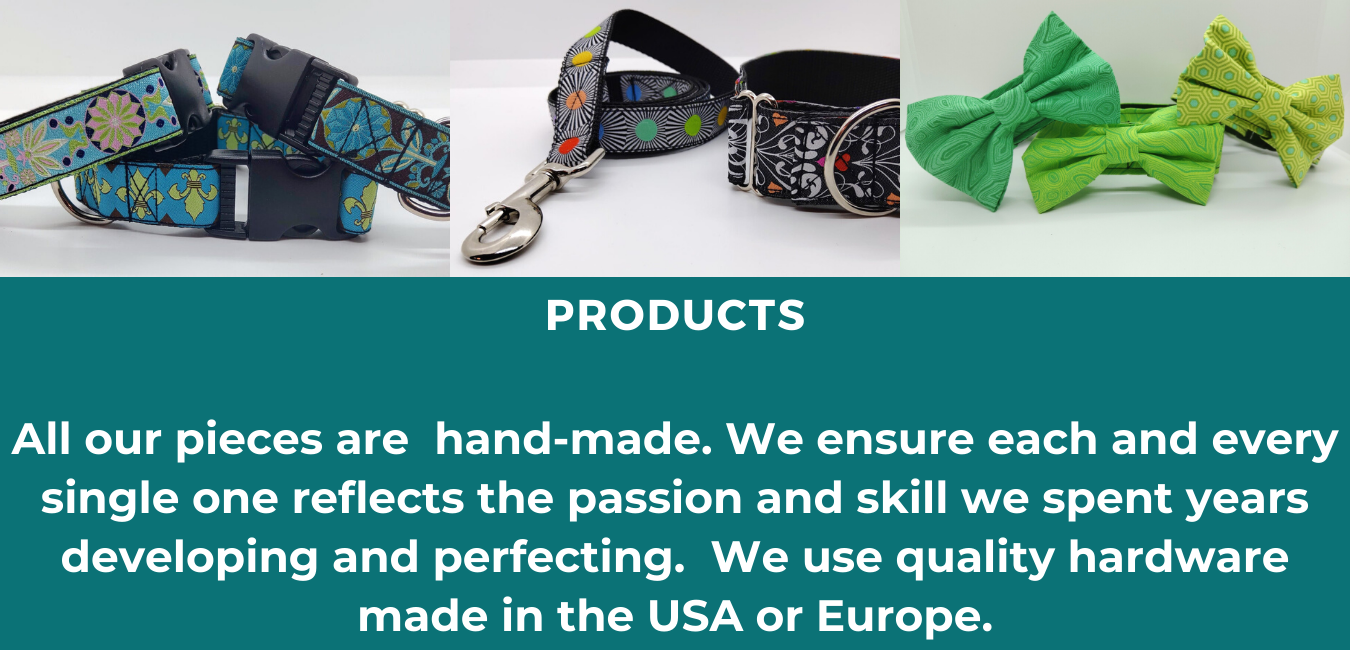 PRODUCTS
All our pieces are  hand-made. We ensure each and every
single one reflects the passion and skill we spent years
developing and perfecting.  We use quality hardware
made in the USA or Europe.